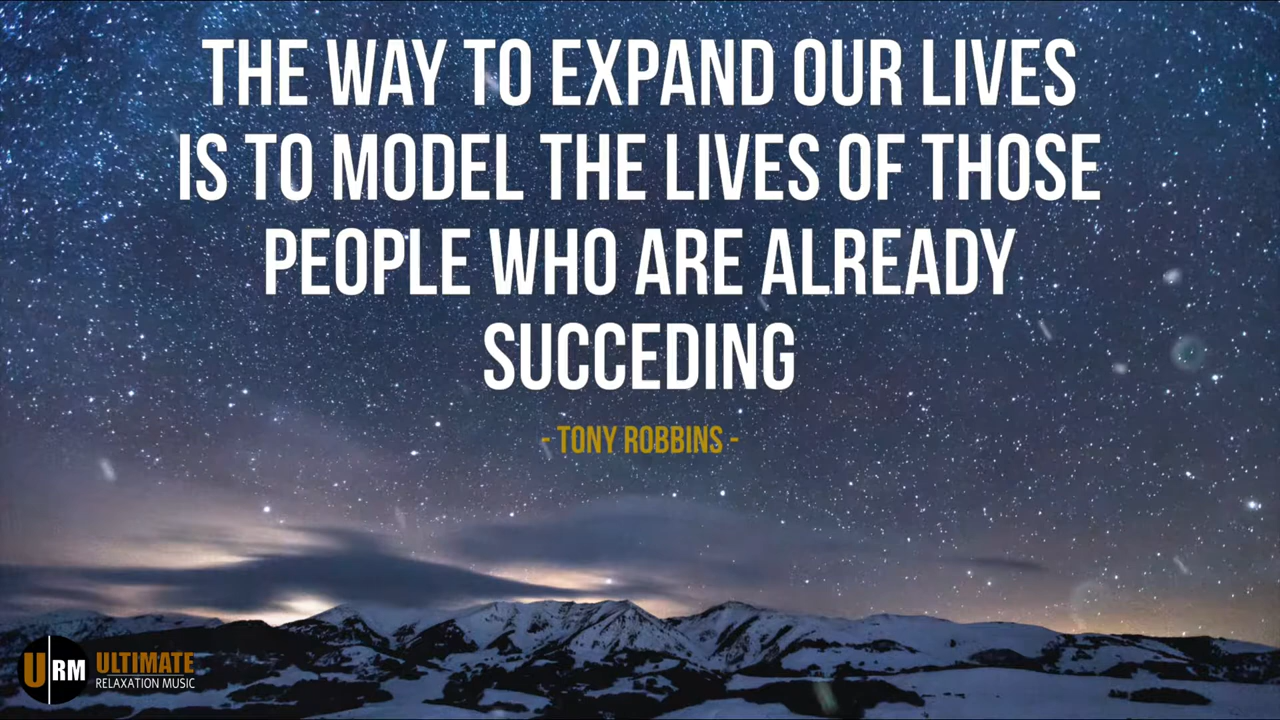 THE WAY TO EXPAND OUR LIVES
IS TO MODEL THE LIVES OF THOSE
PEOPLE WHO ARE ALREADY
SUCCEDING
- TONY ROBBINS -
URM
ULTIMATE
RELAXATION MUSIC